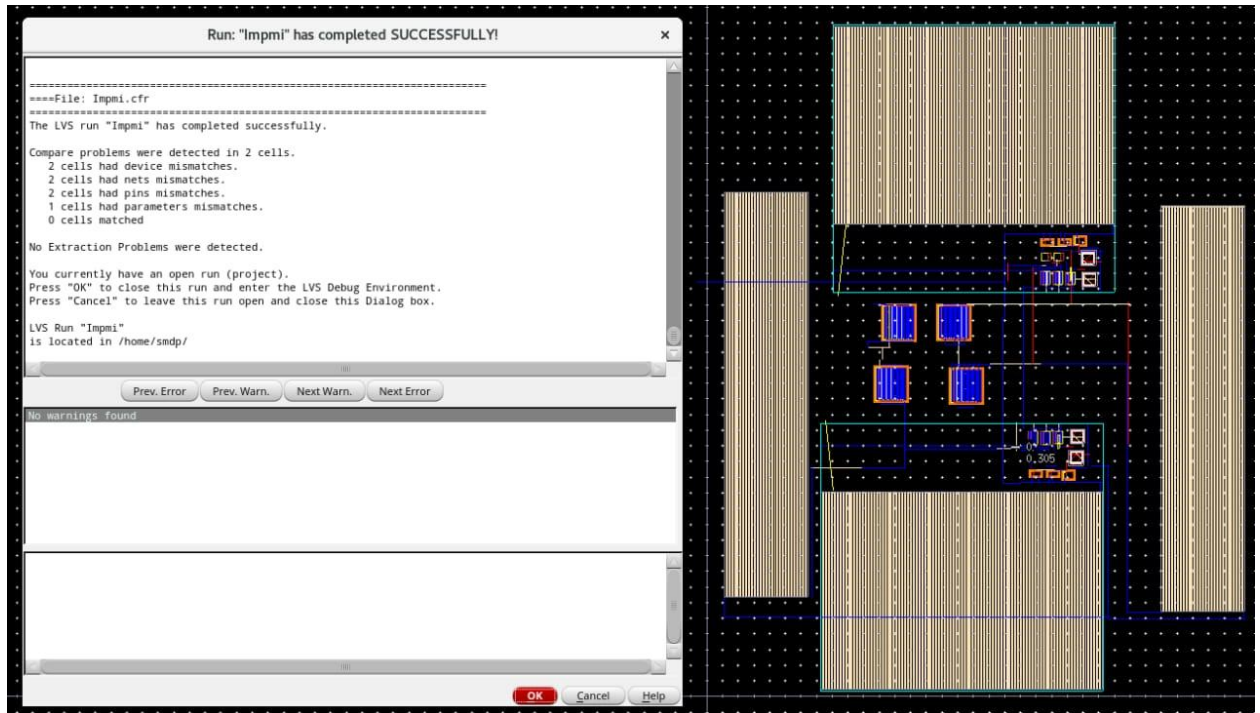 Run: "Impmi" has completed SUCCESSFULLY!
×
================================================================================
====File: Impmi.cfr
================================================================================
The LVS run "Impmi" has completed successfully.
Compare problems were detected in 2 cells.
2 cells had device mismatches.
2 cells had nets mismatches.
2 cells had pins mismatches.
1 cells had parameters mismatches.
0 cells matched
No Extraction Problems were detected.
You currently have an open run (project).
Press "OK" to close this run and enter the LVS Debug Environment.
Press "Cancel" to leave this run open and close this Dialog box.
LVS Run "Impmi"
is located in /home/smdp/
Prev. Error Prev. Warn. Next Warn. Next Error
No warnings found
OK Cancel Help
0.305